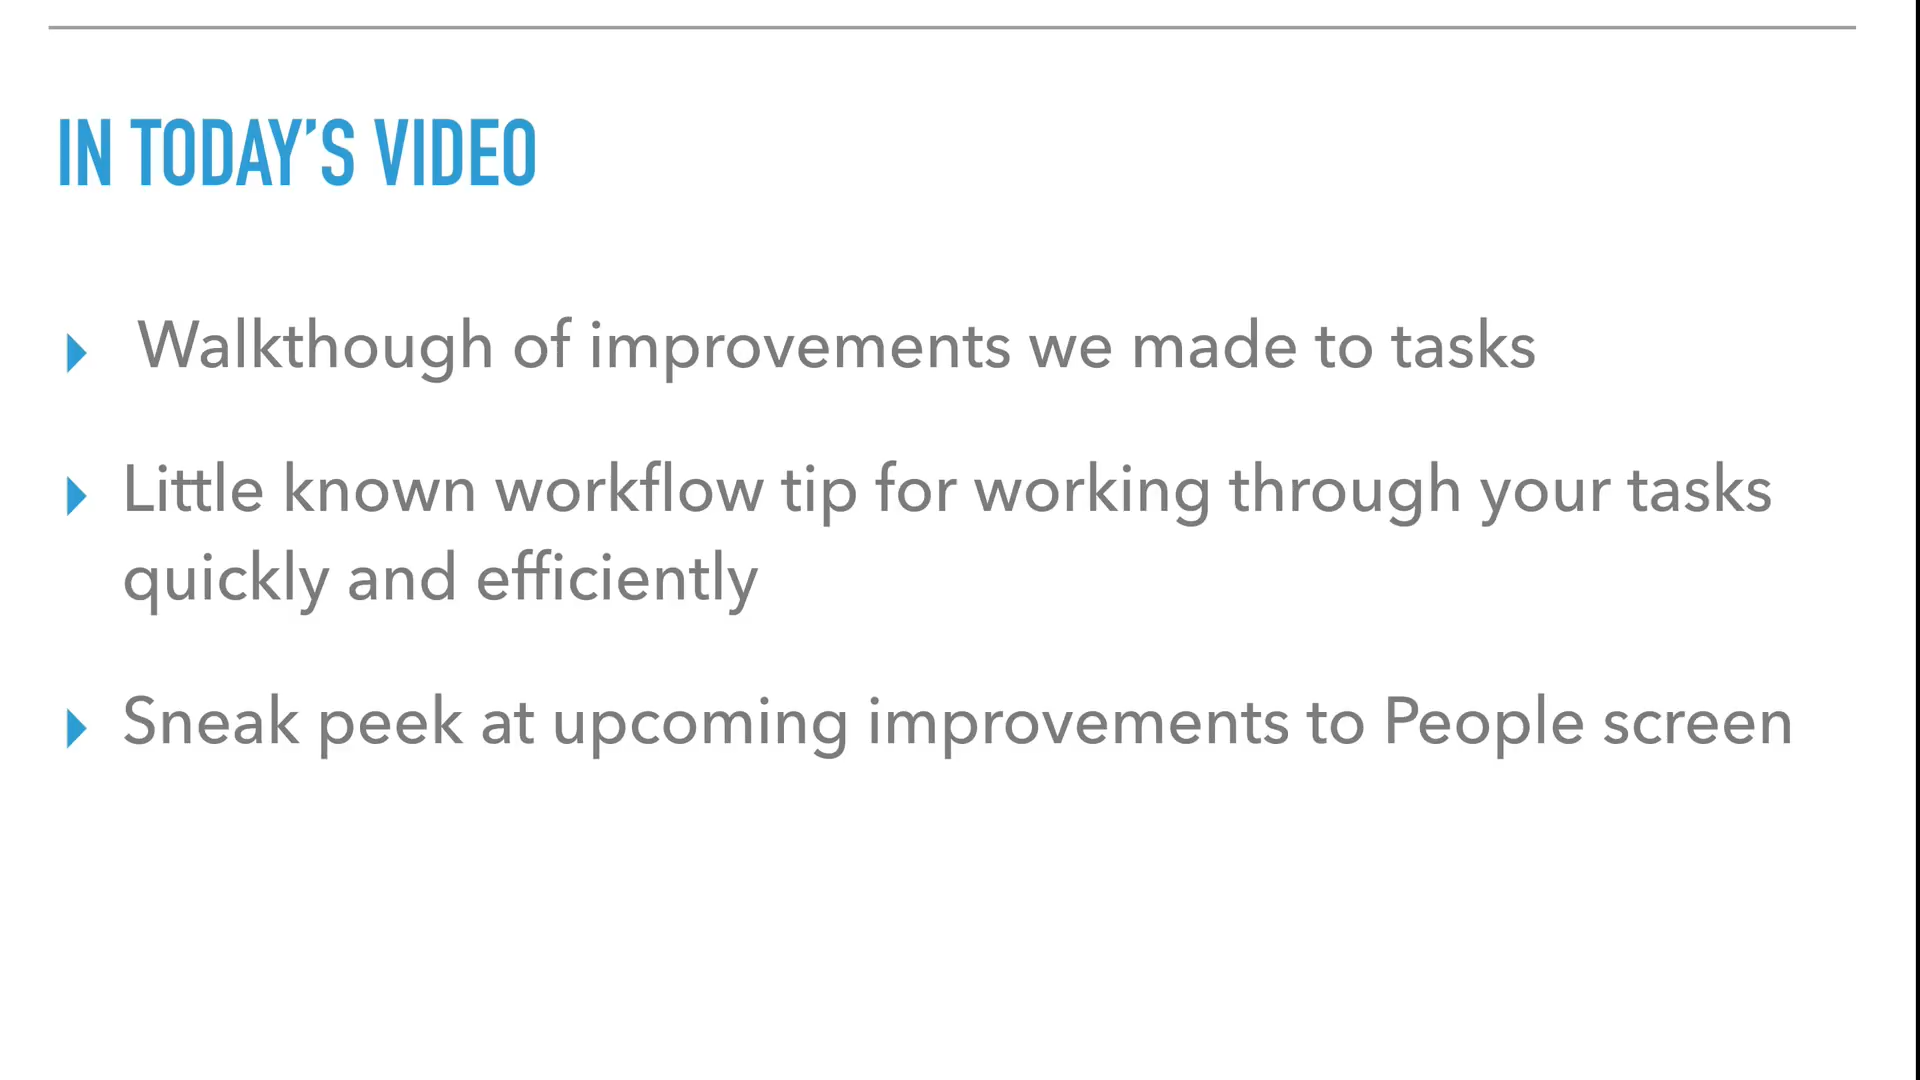 IN TODAY’S VIDEO
Walkthough of improvements we made to tasks
Little known workflow tip for working through your tasks
quickly and efficiently
Sneak peek at upcoming improvements to People screen